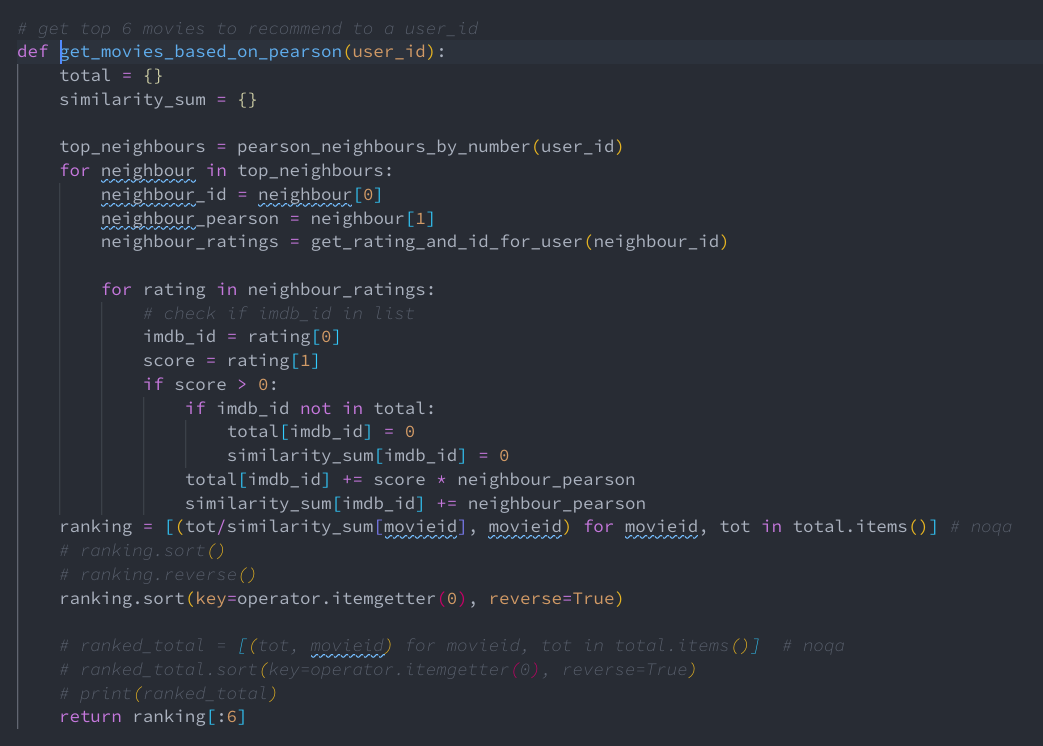 # get top 6 movies to recommend to a user_id
def get_movies_based_on_pearson(user_id):
    total = {}
    similarity_sum = {}

    top_neighbours = pearson_neighbours_by_number(user_id)
    for neighbour in top_neighbours:
        neighbour_id = neighbour[0]
        neighbour_pearson = neighbour[1]
        neighbour_ratings = get_rating_and_id_for_user(neighbour_id)

        for rating in neighbour_ratings:
            # check if imdb_id in list
            imdb_id = rating[0]
            score = rating[1]
            if score > 0:
                if imdb_id not in total:
                    total[imdb_id] = 0
                    similarity_sum[imdb_id] = 0
                total[imdb_id] += score * neighbour_pearson
                similarity_sum[imdb_id] += neighbour_pearson
    ranking = [(tot/similarity_sum[movieid], movieid) for movieid, tot in total.items()] # noqa
    # ranking.sort()
    # ranking.reverse()
    ranking.sort(key=operator.itemgetter(0), reverse=True)

    # ranked_total = [(tot, movieid) for movieid, tot in total.items()]  # noqa
    # ranked_total.sort(key=operator.itemgetter(0), reverse=True)
    # print(ranked_total)
    return ranking[:6]